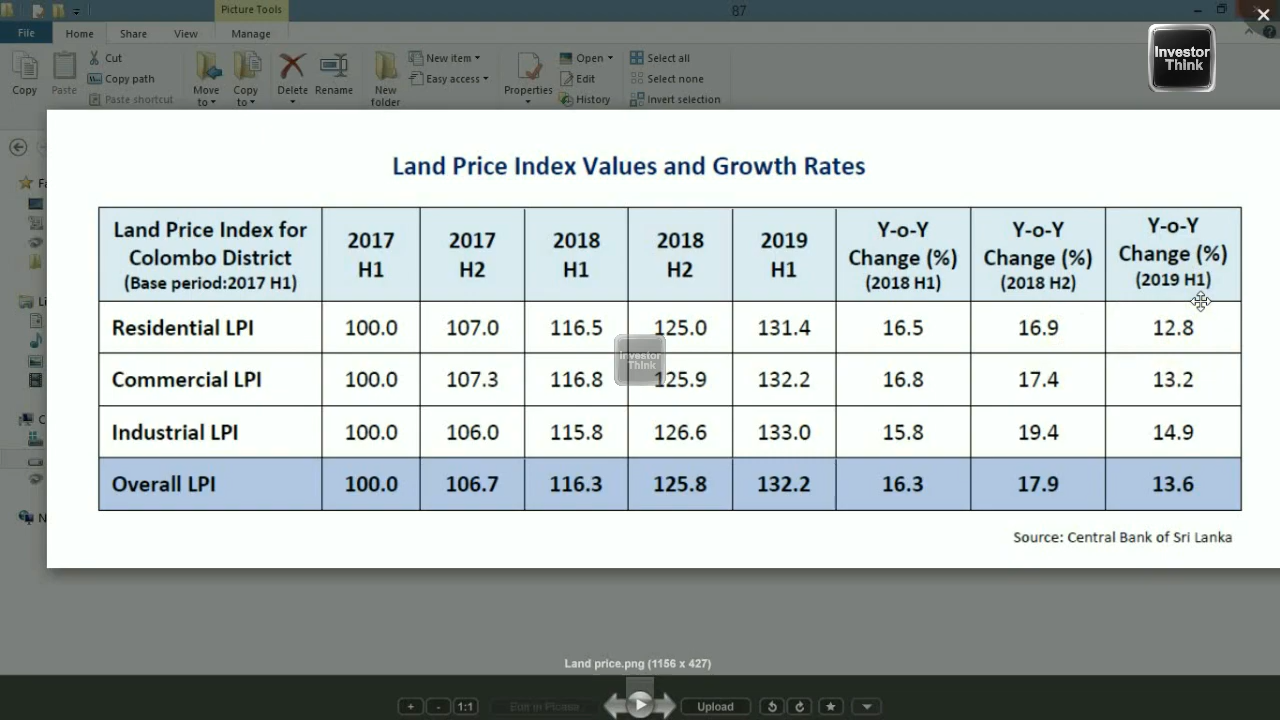 Picture Tools
87
File Home Share View Manage
Cut
Copy path
Paste shortcut
Copy Paste
Move to
Copy to
Delete Rename
New folder
New item
Easy access
Properties
Open
Edit
History
Select all
Select none
Invert selection
Investor Think
Land Price Index Values and Growth Rates
Land Price Index for Colombo District (Base period:2017 H1) 2017 H1 2017 H2 2018 H1 2018 H2 2019 H1 Y-o-Y Change (%) (2018 H1) Y-o-Y Change (%) (2018 H2) Y-o-Y Change (%) (2019 H1)
Residential LPI 100.0 107.0 116.5 125.0 131.4 16.5 16.9 12.8
Investor Think
Commercial LPI 100.0 107.3 116.8 125.9 132.2 16.8 17.4 13.2
Industrial LPI 100.0 106.0 115.8 126.6 133.0 15.8 19.4 14.9
Overall LPI 100.0 106.7 116.3 125.8 132.2 16.3 17.9 13.6
Source: Central Bank of Sri Lanka
Land price.png (1156 x 427)
+ - 1:1 Edit in Picasa Upload